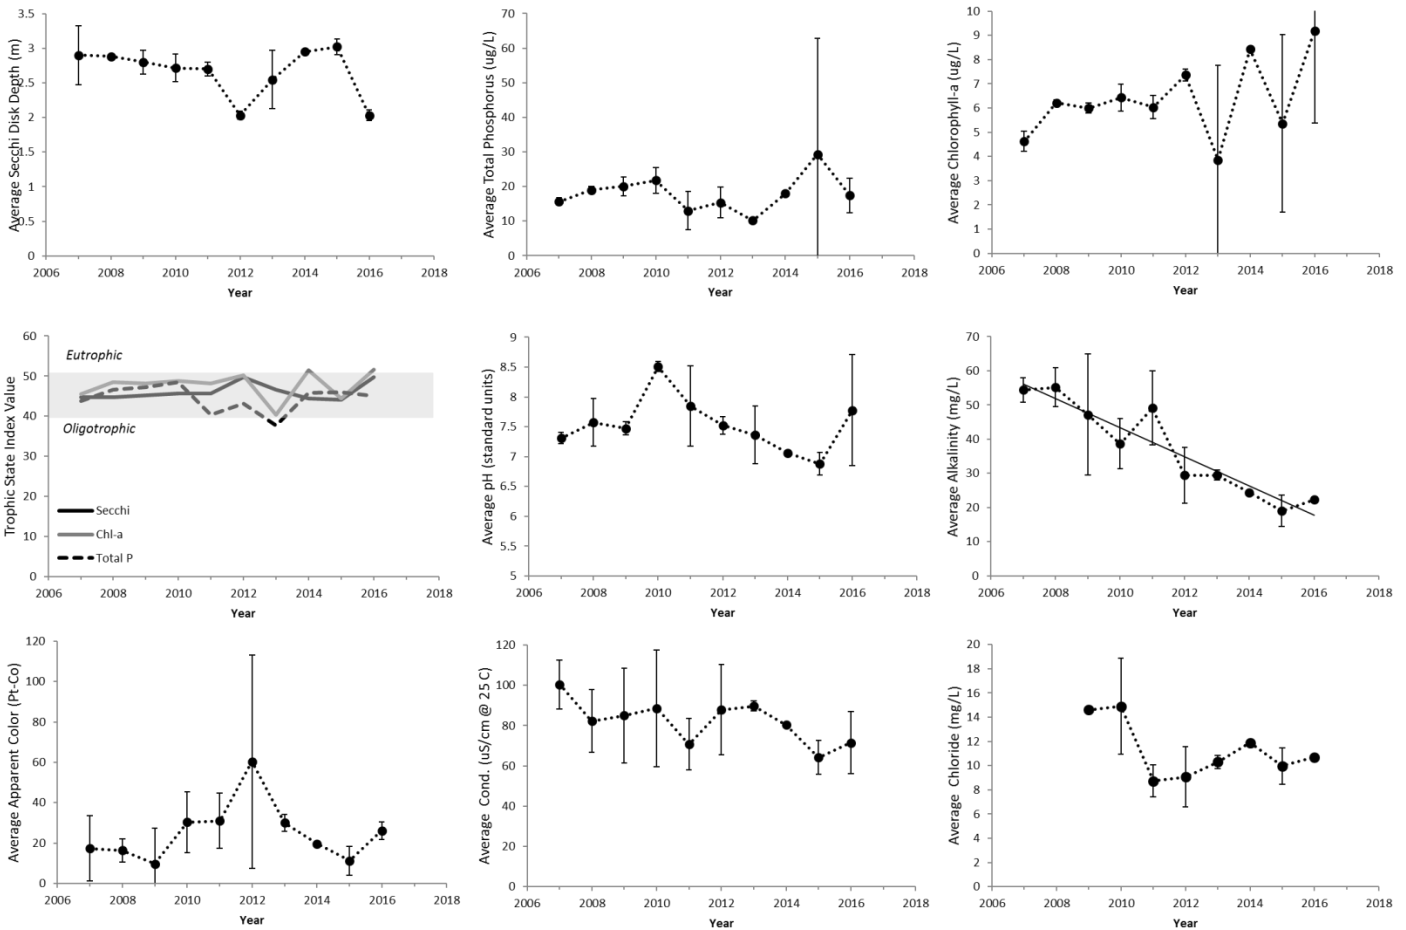 Average Secchi Disk Depth (m)
3.5
3
2.5
2
1.5
1
0.5
0
2006 2008 2010 2012 2014 2016 2018
Year
Average Total Phosphorus (ug/L)
70
60
50
40
30
20
10
0
2006 2008 2010 2012 2014 2016 2018
Year
Average Chlorophyll-a (ug/L)
10
9
8
7
6
5
4
3
2
1
0
2006 2008 2010 2012 2014 2016 2018
Year
Trophic State Index Value
60
50
40
30
20
10
0
Eutrophic
Oligotrophic
Secchi
Chl-a
Total P
2006 2008 2010 2012 2014 2016 2018
Year
Average pH (standard units)
9
8.5
8
7.5
7
6.5
6
5.5
5
2006 2008 2010 2012 2014 2016 2018
Year
Average Alkalinity (mg/L)
70
60
50
40
30
20
10
0
2006 2008 2010 2012 2014 2016 2018
Year
Average Apparent Color (Pt-Co)
120
100
80
60
40
20
0
2006 2008 2010 2012 2014 2016 2018
Year
Average Cond. (uS/cm @ 25 C)
120
100
80
60
40
20
0
2006 2008 2010 2012 2014 2016 2018
Year
Average Chloride (mg/L)
20
18
16
14
12
10
8
6
4
2
0
2006 2008 2010 2012 2014 2016 2018
Year